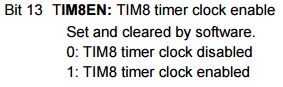 Bit 13 TIM8EN: TIM8 timer clock enable
Set and cleared by software.
0: TIM8 timer clock disabled
1: TIM8 timer clock enabled